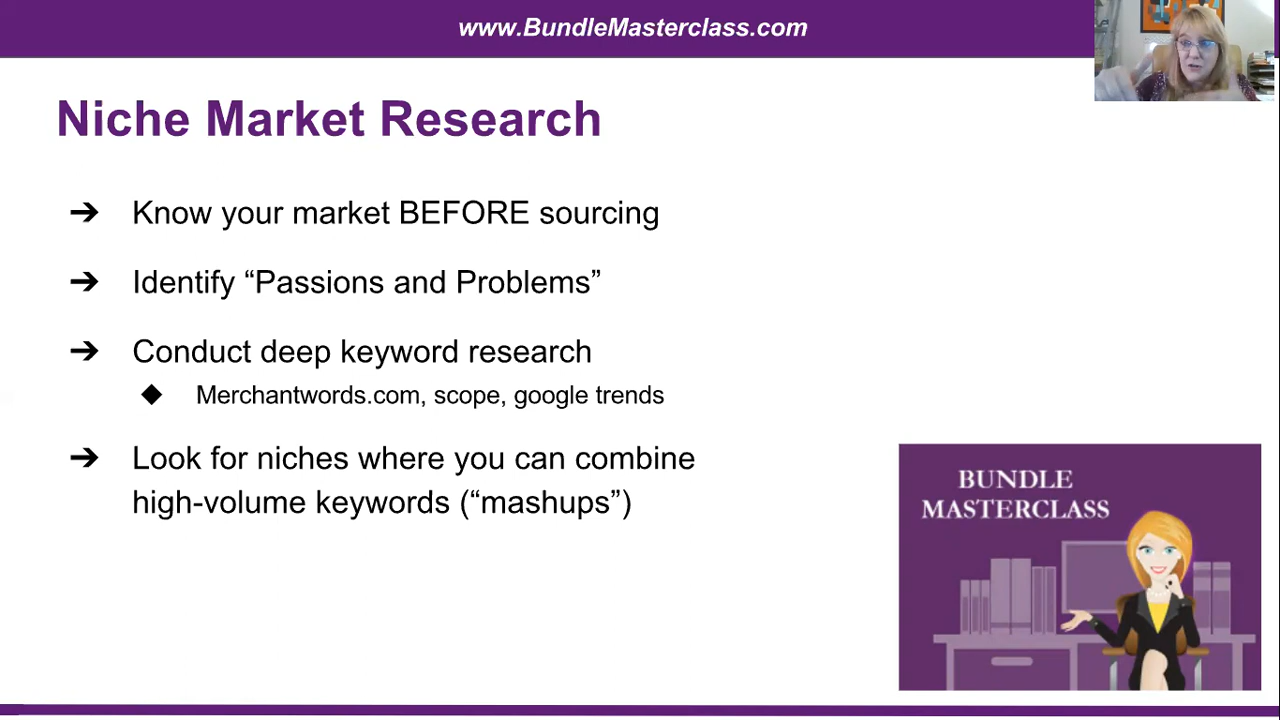 www.BundleMasterclass.com
Niche Market Research
➔ Know your market BEFORE sourcing
➔ Identify “Passions and Problems”
➔ Conduct deep keyword research
◆ Merchantwords.com, scope, google trends
➔ Look for niches where you can combine
high-volume keywords (“mashups”)
BUNDLE
MASTERCLASS